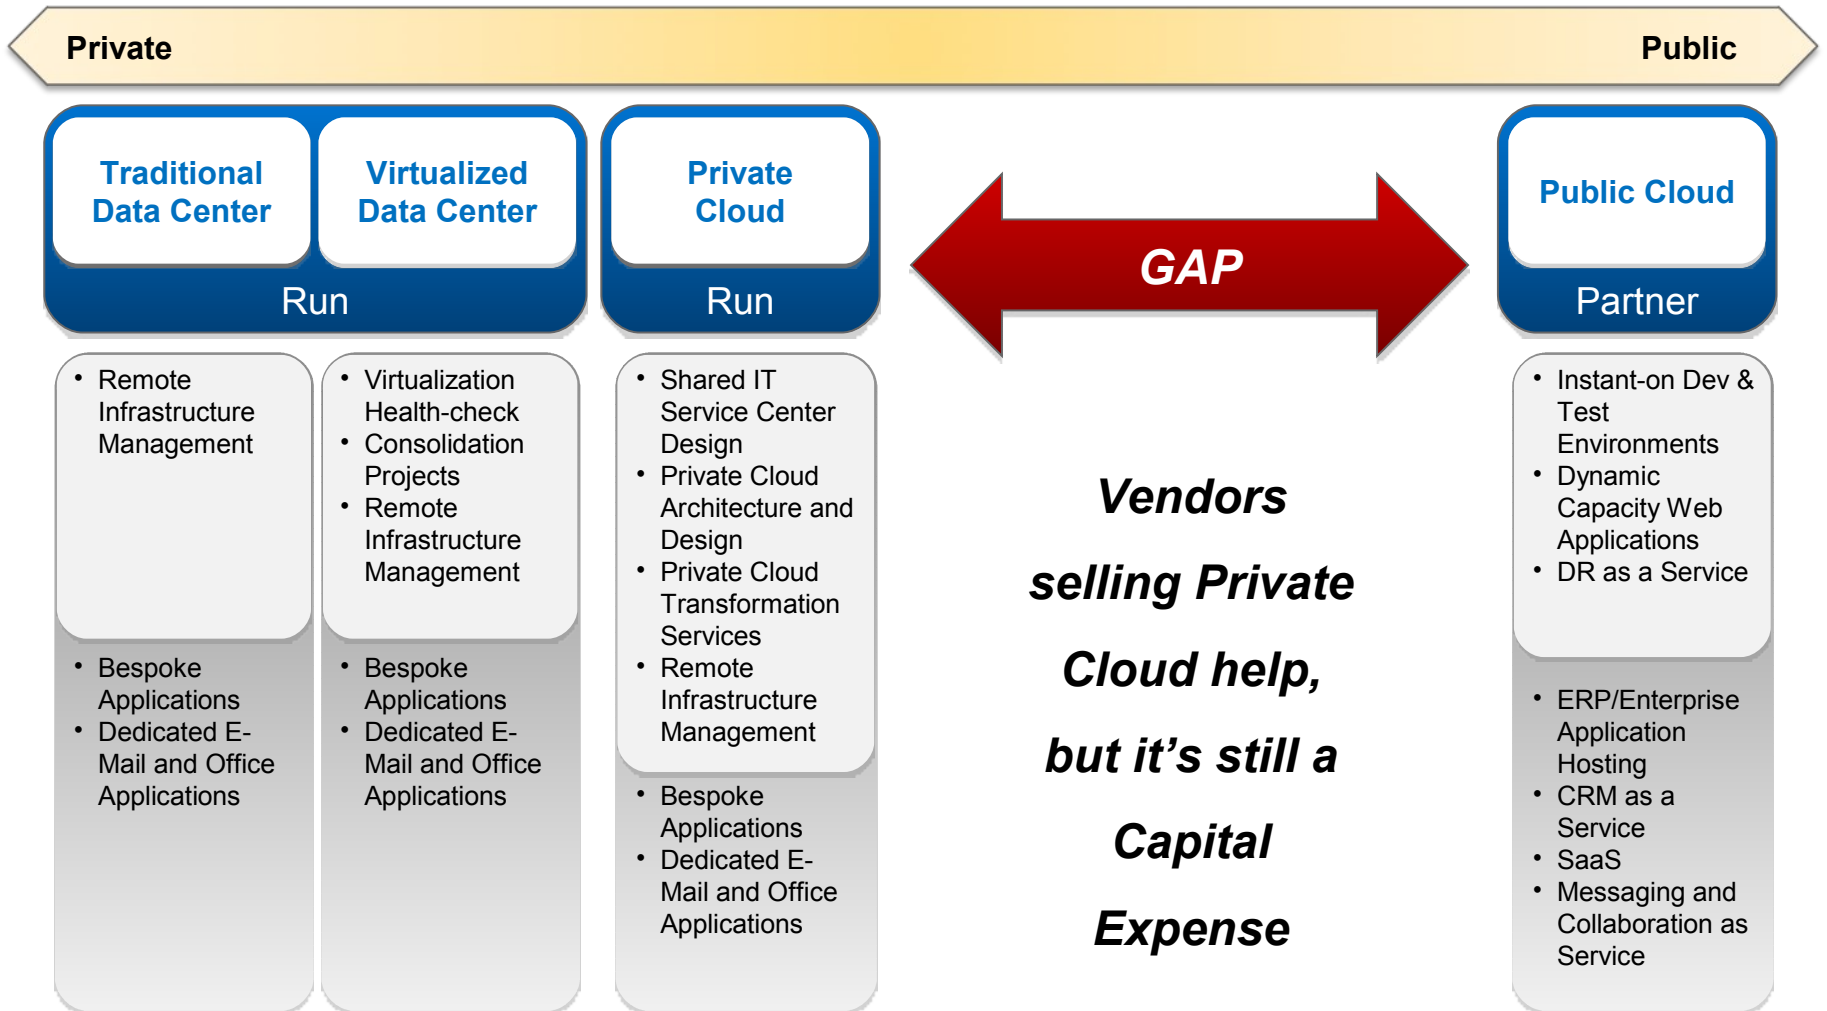 Private
Public
Traditional
Data Center
Virtualized
Data Center
Run
Private
Cloud
Run
GAP
Public Cloud
Partner
• Remote
Infrastructure
Management
• Bespoke
Applications
• Dedicated E-
Mail and Office
Applications
• Virtualization
Health-check
• Consolidation
Projects
• Remote
Infrastructure
Management
• Bespoke
Applications
• Dedicated E-
Mail and Office
Applications
• Shared IT
Service Center
Design
• Private Cloud
Architecture and
Design
• Private Cloud
Transformation
Services
• Remote
Infrastructure
Management
• Bespoke
Applications
• Dedicated E-
Mail and Office
Applications
Vendors
selling Private
Cloud help,
but it’s still a
Capital
Expense
• Instant-on Dev &
Test
Environments
• Dynamic
Capacity Web
Applications
• DR as a Service
• ERP/Enterprise
Application
Hosting
• CRM as a
Service
• SaaS
• Messaging and
Collaboration as
Service